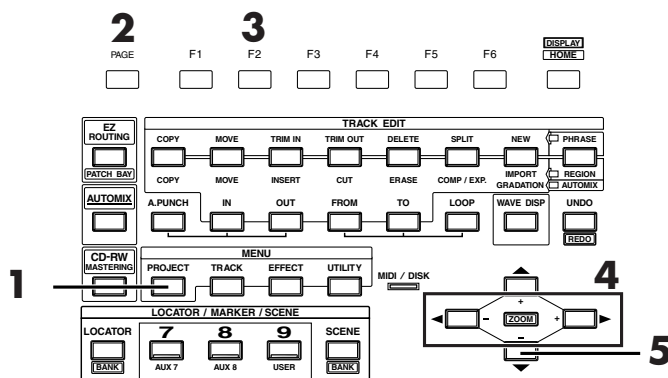 2 3
PAGE F1 F2 F3 F4 F5 F6 DISPLAY
HOME
TRACK EDIT
EZ
ROUTING
COPY MOVE TRIM IN TRIM OUT DELETE SPLIT NEW PHRASE
PATCH BAY
COPY MOVE INSERT CUT ERASE COMP / EXP. IMPORT REGION
GRADATION AUTOMIX
AUTOMIX A.PUNCH IN OUT FROM TO LOOP WAVE DISP UNDO
REDO
CD-RW
MASTERING
MENU
1 PROJECT TRACK EFFECT UTILITY MIDI / DISK 4
+
- ZOOM +
-
5
LOCATOR / MARKER / SCENE
LOCATOR 7 8 9 SCENE
BANK AUX 7 AUX 8 USER BANK